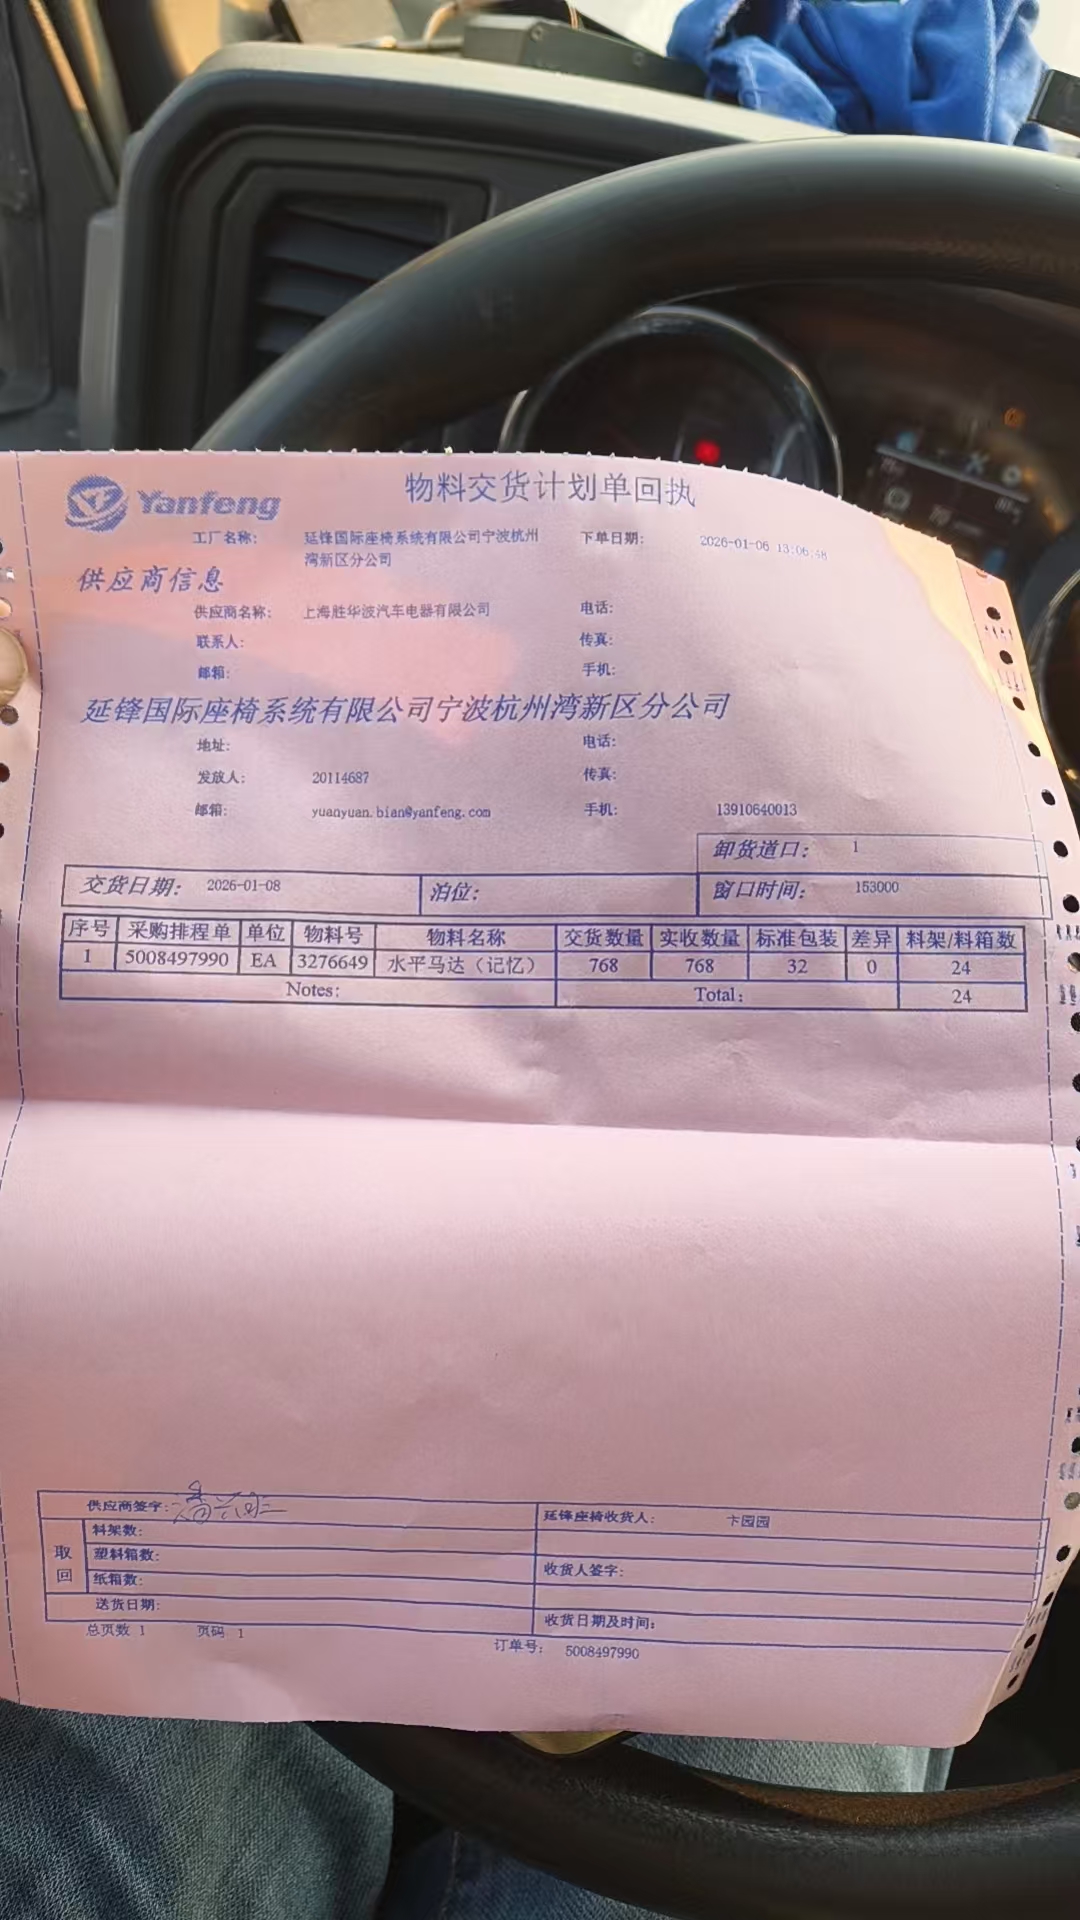 Yanfeng
物料交货计划单回执
工厂名称: 延锋国际座椅系统有限公司宁波杭州湾新区分公司 下单日期: 2026-01-06 13:06:48
供应商信息
供应商名称: 上海胜华波汽车电器有限公司 电话:
联系人: 传真:
邮箱: 手机:
延锋国际座椅系统有限公司宁波杭州湾新区分公司
地址: 电话:
发放人: 20114687 传真:
邮箱: yuanyuan.bian@yanfeng.com 手机: 13910640013
卸货道口: 1
交货日期: 2026-01-08 泊位: 窗口时间: 153000
序号 采购排程单 单位 物料号 物料名称 交货数量 实收数量 标准包装 差异 料架/料箱数
1 5008497990 EA 3276649 水平马达（记忆） 768 768 32 0 24
Notes: Total: 24
供应商签字: 延锋座椅收货人: 卞园园
取回
料架数:
塑料箱数: 收货人签字:
纸箱数:
送货日期: 收货日期及时间:
总页数 1 页码 1 订单号: 5008497990